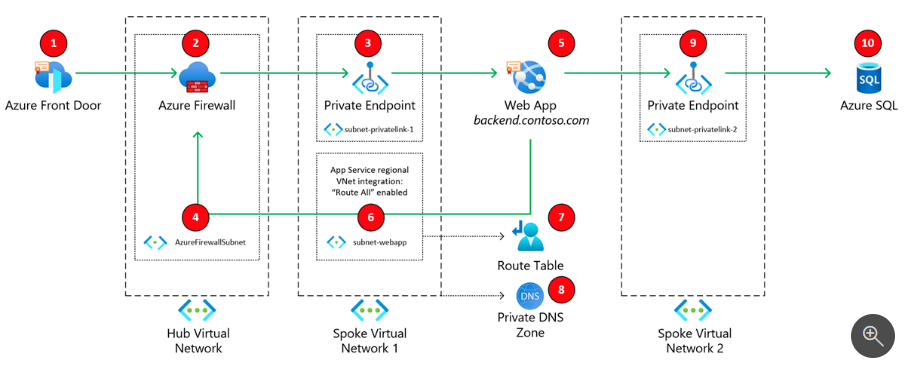 1
2
3
5
9
10
Azure Front Door
Azure Firewall
Private Endpoint
Web App
backend.contoso.com
Private Endpoint
SQL
Azure SQL
subnet-privatelink-1
subnet-privatelink-2
App Service regional
VNet integration:
“Route All” enabled
4
6
7
AzureFirewallSubnet
subnet-webapp
Route Table
8
DNS
Private DNS
Zone
Hub Virtual
Network
Spoke Virtual
Network 1
Spoke Virtual
Network 2